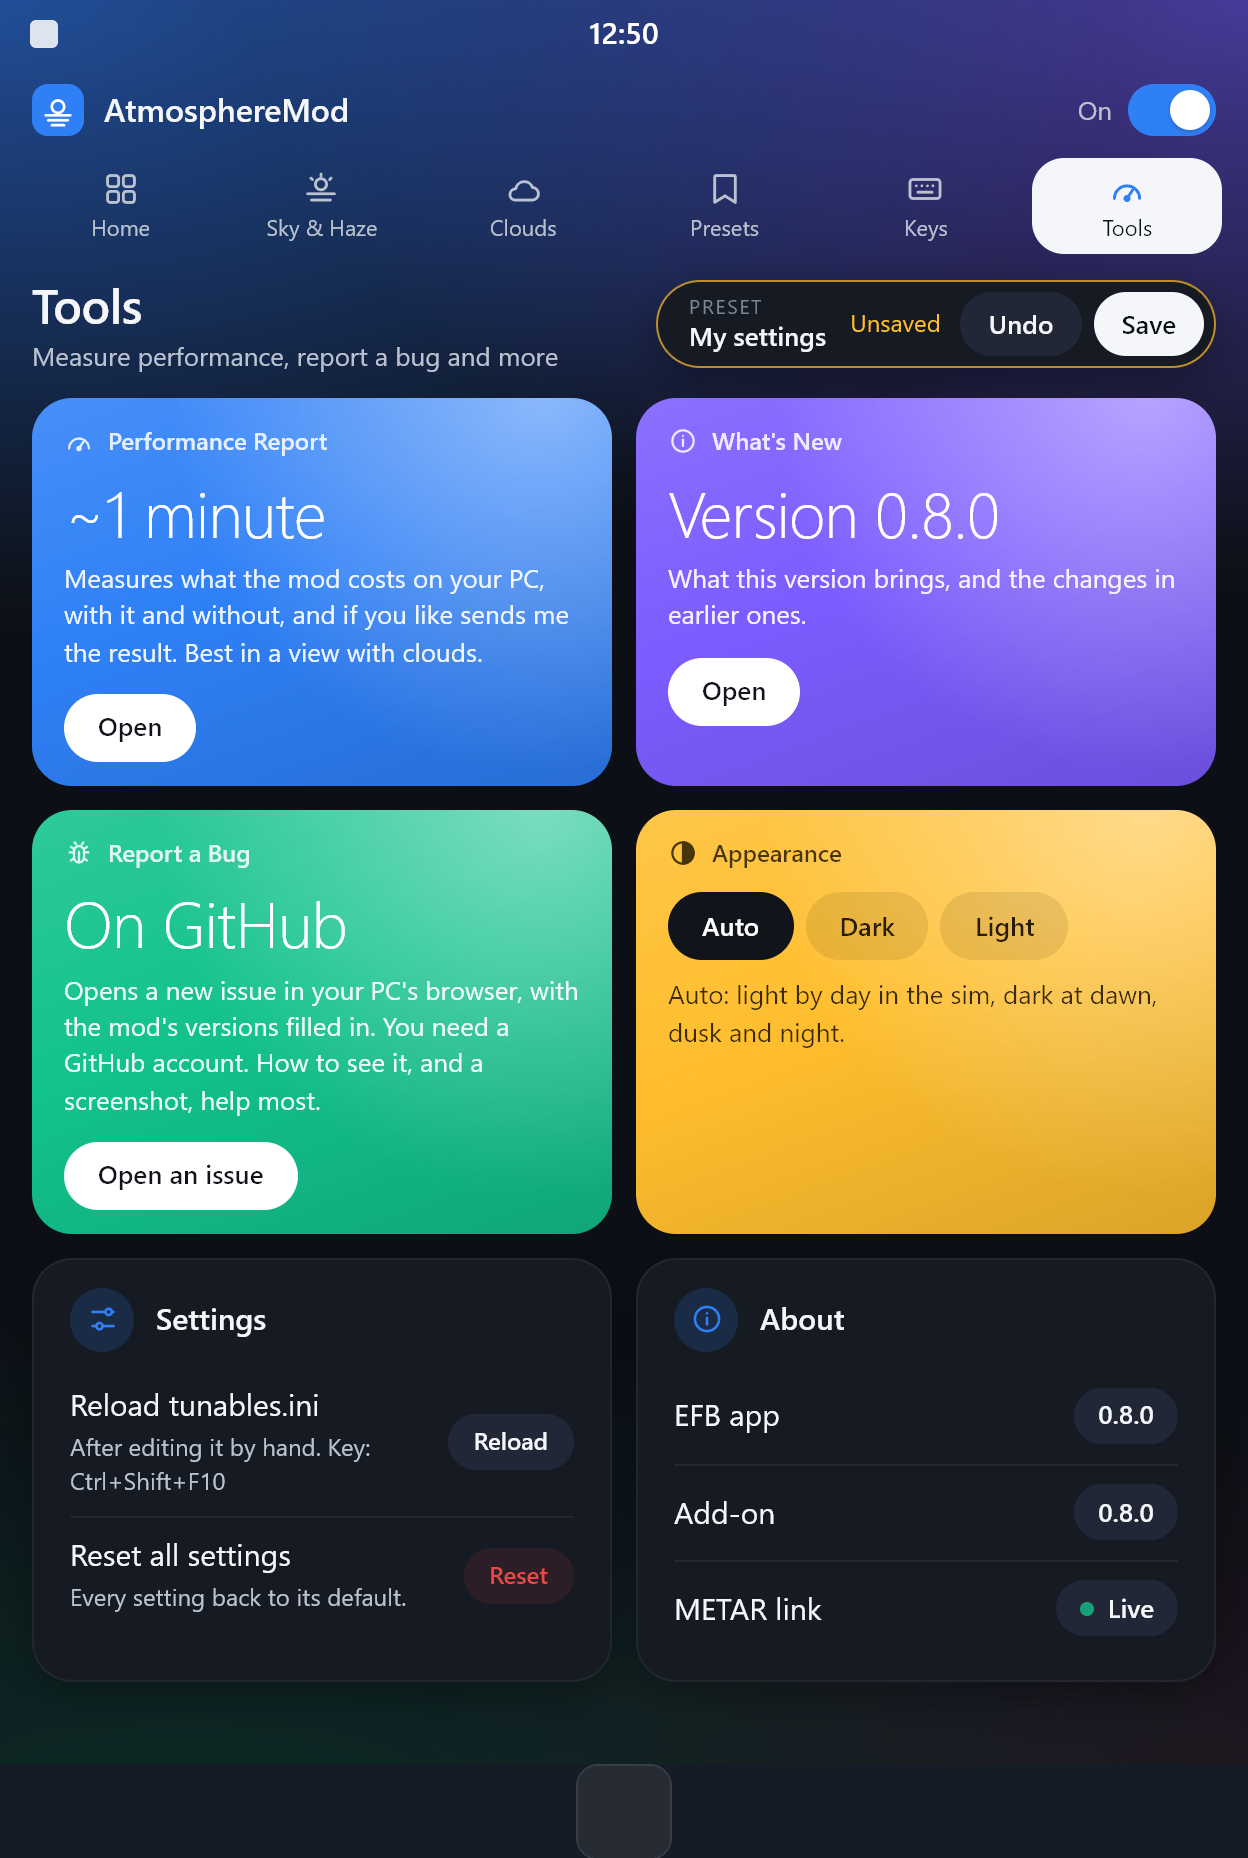 12:50
AtmosphereMod
On
Home
Sky & Haze
Clouds
Presets
Keys
Tools
Tools
Measure performance, report a bug and more
PRESET
My settings
Unsaved
Undo
Save
Performance Report
~1 minute
Measures what the mod costs on your PC,
with it and without, and if you like sends me
the result. Best in a view with clouds.
Open
What's New
Version 0.8.0
What this version brings, and the changes in
earlier ones.
Open
Report a Bug
On GitHub
Opens a new issue in your PC's browser, with
the mod's versions filled in. You need a
GitHub account. How to see it, and a
screenshot, help most.
Open an issue
Appearance
Auto
Dark
Light
Auto: light by day in the sim, dark at dawn,
dusk and night.
Settings
Reload tunables.ini
After editing it by hand. Key:
Ctrl+Shift+F10
Reload
Reset all settings
Every setting back to its default.
Reset
About
EFB app
0.8.0
Add-on
0.8.0
METAR link
Live